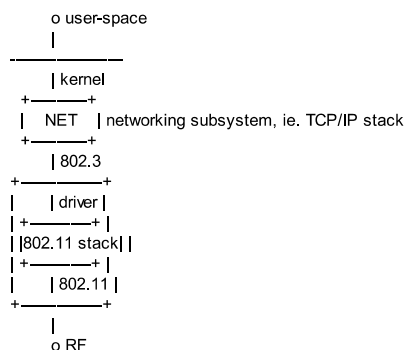 o user-space
|
-——————
| kernel
+———+
| NET | networking subsystem, ie. TCP/IP stack
+———+
| 802.3
+————+
| | driver |
| +———+ |
| |802.11 stack| |
| +———+ |
| | 802.11 |
+————+
|
o RF